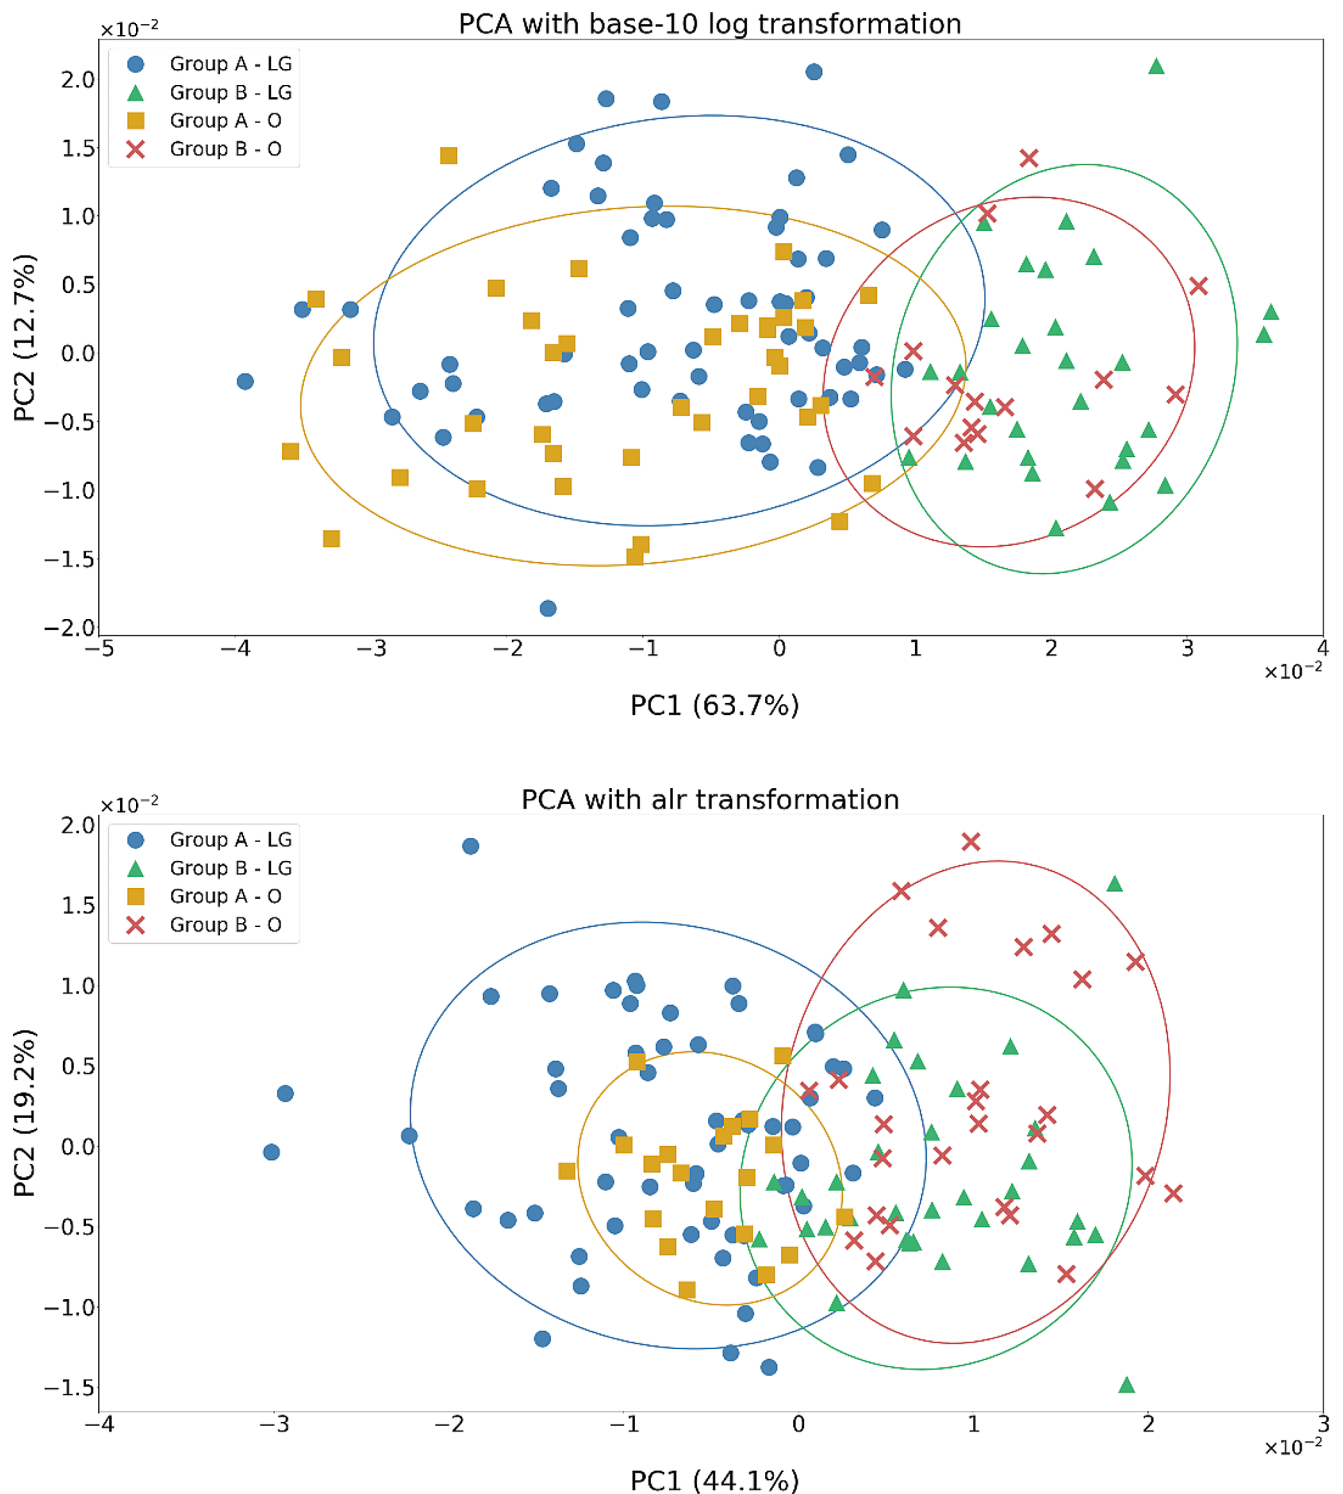 PCA with base-10 log transformation
×10⁻²
Group A - LG
Group B - LG
Group A - O
Group B - O
2.0
1.5
1.0
0.5
0.0
−0.5
−1.0
−1.5
−2.0
PC2 (12.7%)
−5 −4 −3 −2 −1 0 1 2 3 4
×10⁻²
PC1 (63.7%)
PCA with alr transformation
×10⁻²
Group A - LG
Group B - LG
Group A - O
Group B - O
2.0
1.5
1.0
0.5
0.0
−0.5
−1.0
−1.5
PC2 (19.2%)
−4 −3 −2 −1 0 1 2 3
×10⁻²
PC1 (44.1%)